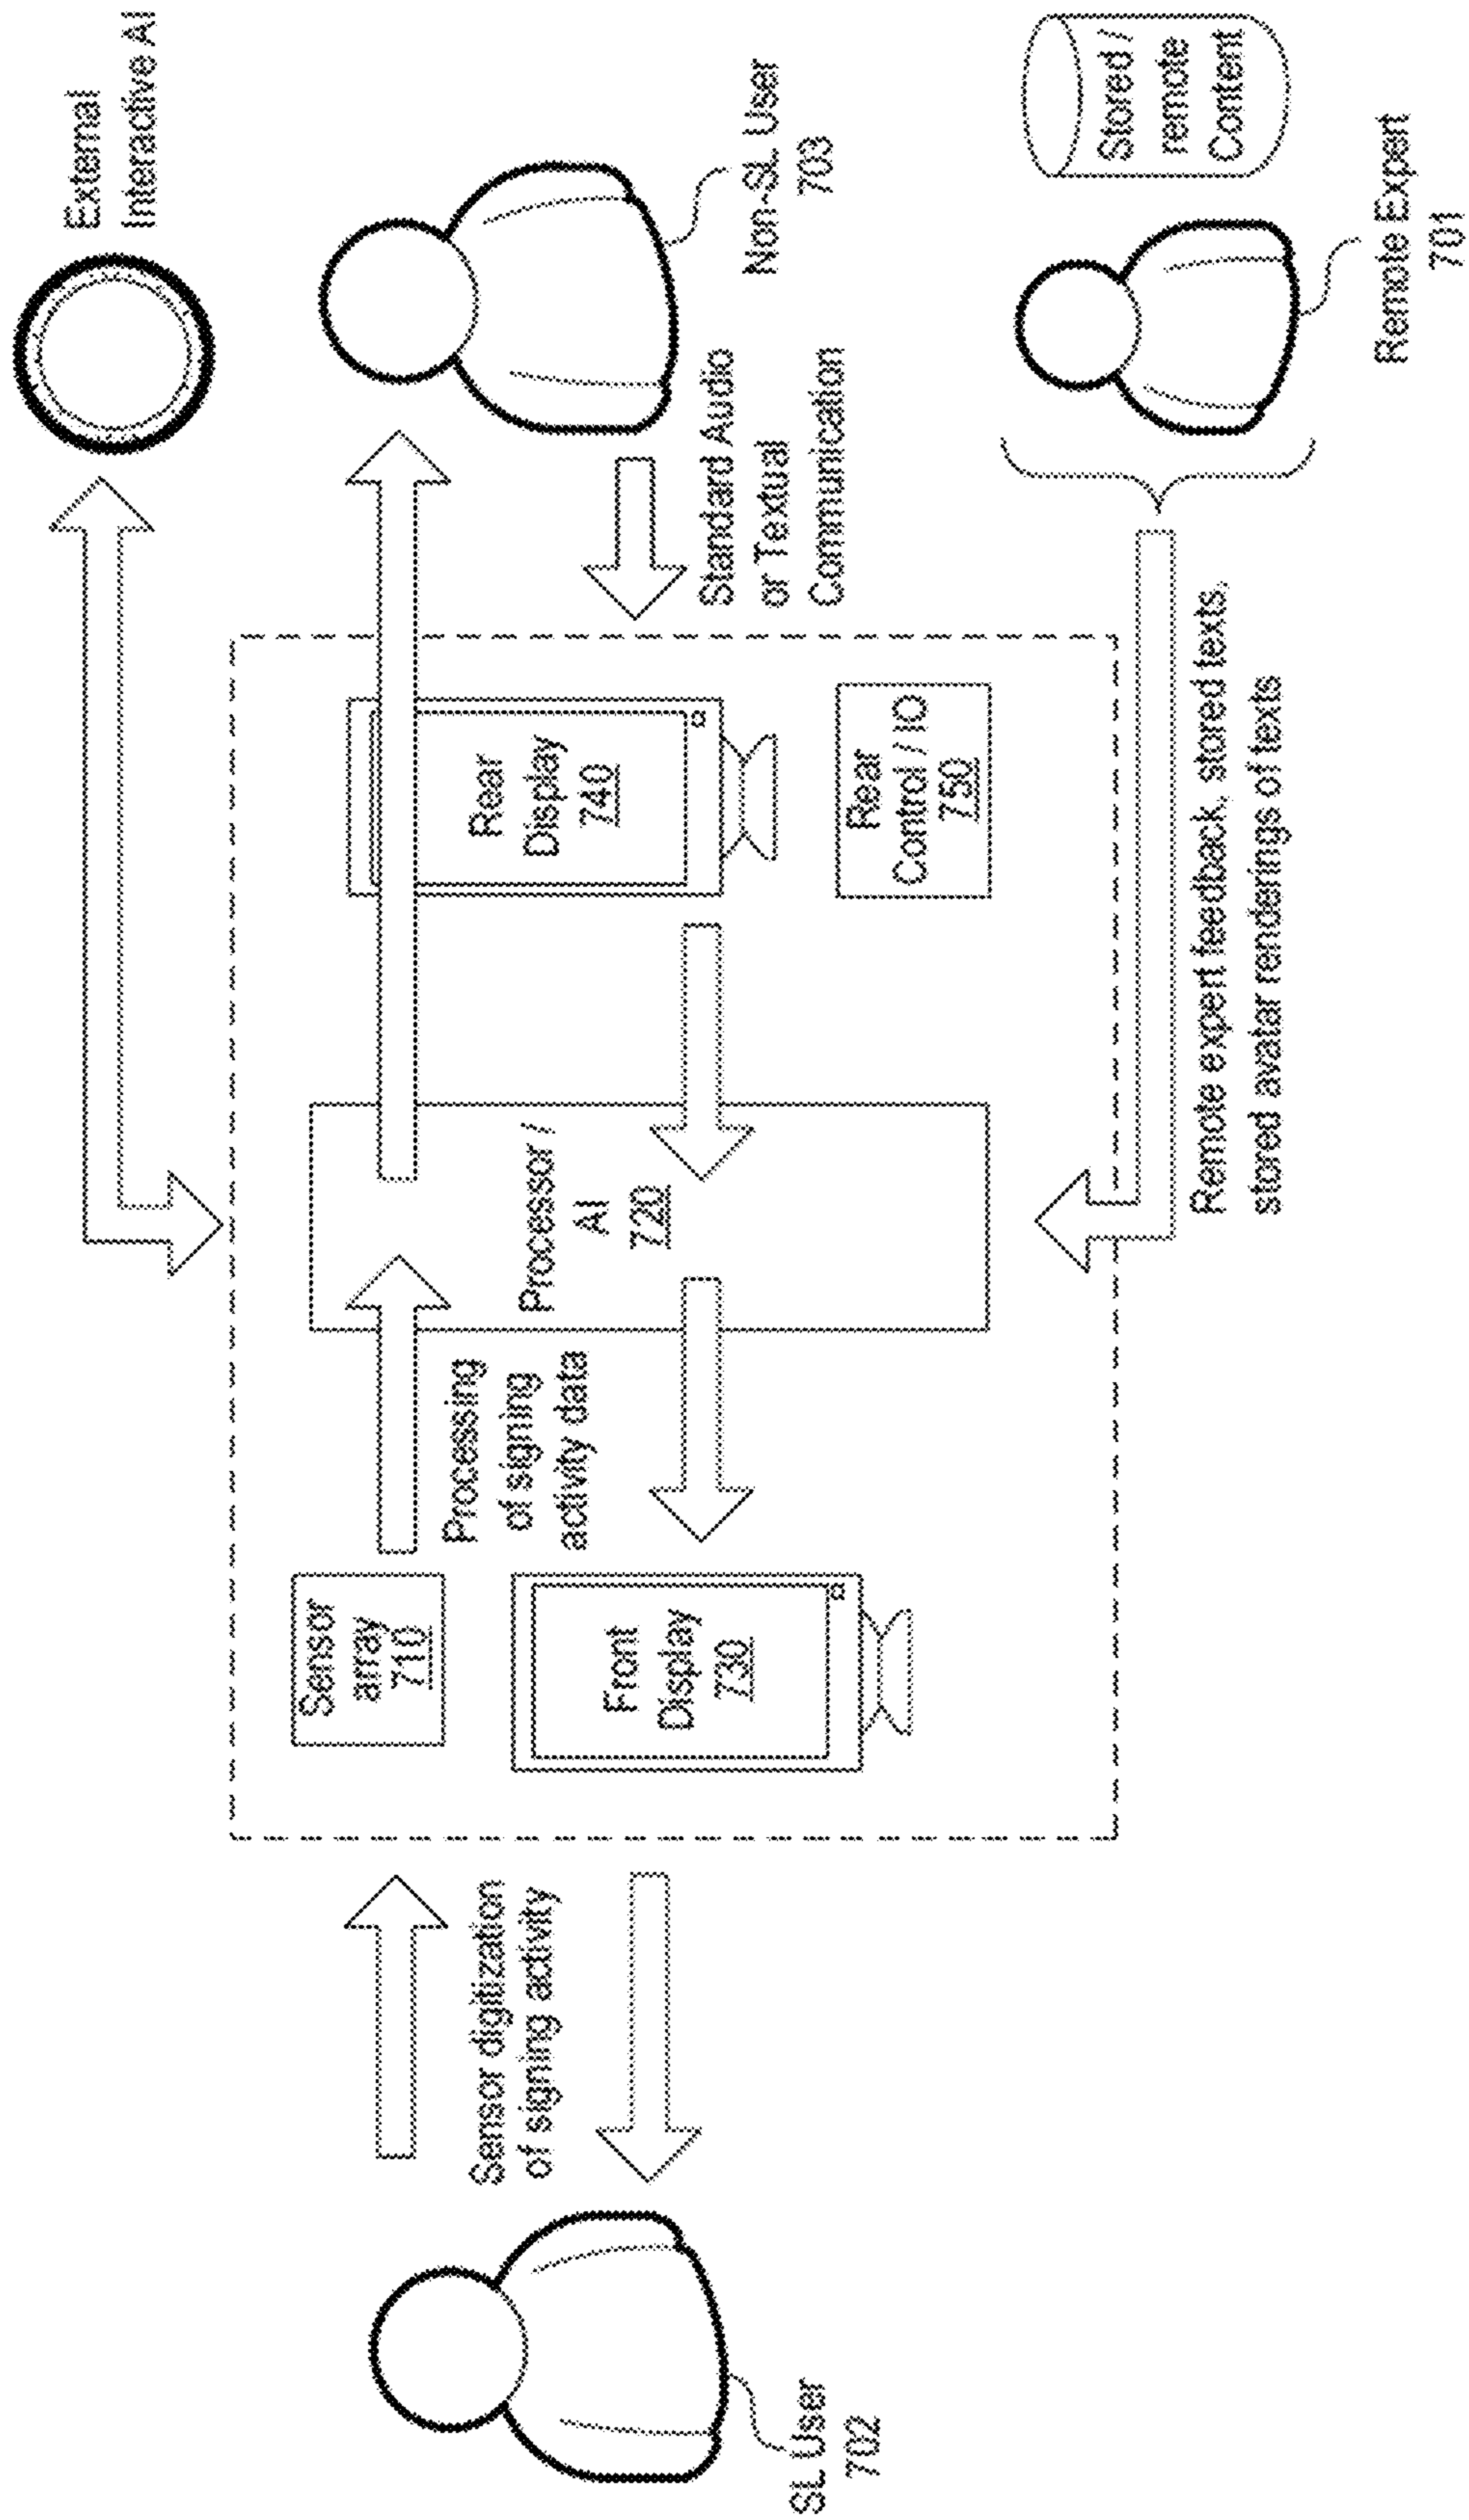 External
Interactive AI
Non-SL User
703
Stored /
remote
Content
Remote Expert
701
Standard Audio
or Textual
Communication
Rear
Display
740
Rear
Control / IO
750
Remote expert feedback, stored texts,
stored avatar renderings of texts
Processor /
AI
720
Processing
of signing
activity data
Sensor
array
710
Front
Display
730
Sensor digitization
of signing activity
SL User
702